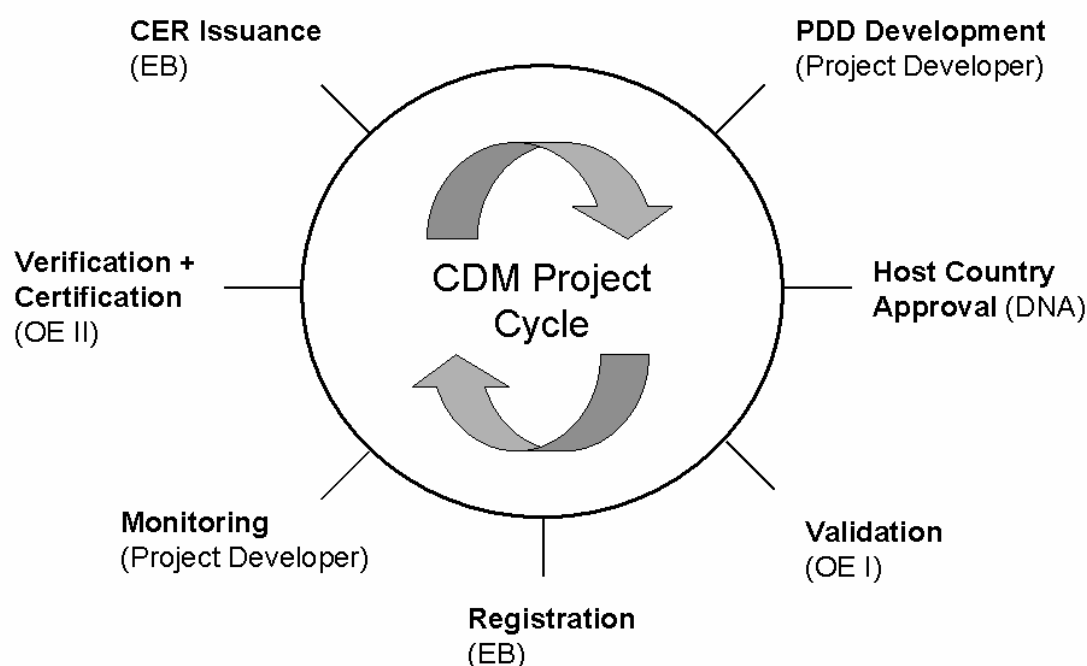 CER Issuance
(EB)
PDD Development
(Project Developer)
Verification +
Certification
(OE II)
CDM Project
Cycle
Host Country
Approval (DNA)
Monitoring
(Project Developer)
Validation
(OE I)
Registration
(EB)